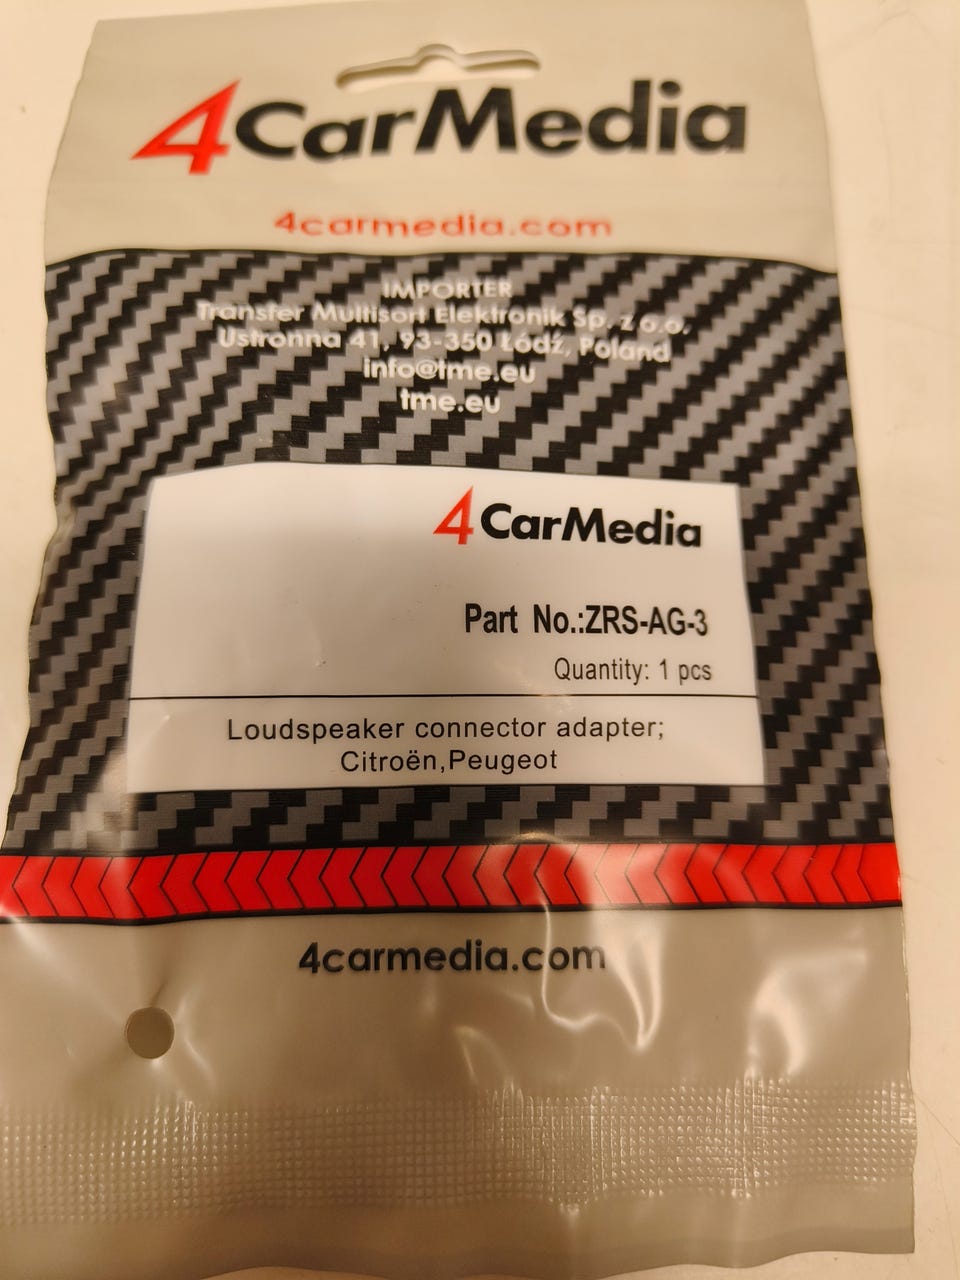 4CarMedia
4carmedia.com
IMPORTER
Transfer Multisort Elektronik Sp. z o.o.
Ustronna 41, 93-350 Łódź, Poland
info@tme.eu
tme.eu
4CarMedia
Part No.:ZRS-AG-3
Quantity: 1 pcs
Loudspeaker connector adapter;
Citroën,Peugeot
4carmedia.com